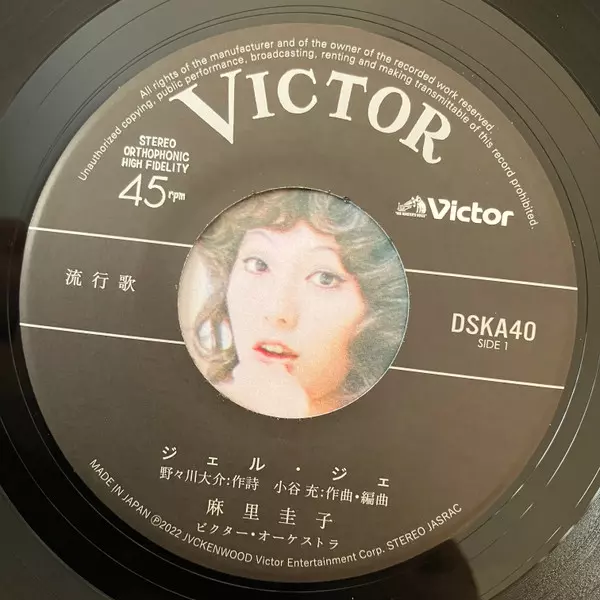 All rights of the manufacturer and of the owner of the recorded work reserved.
Unauthorized copying, public performance, broadcasting, renting and making transmittable of this record prohibited.
VICTOR
STEREO
ORTHOPHONIC
HIGH FIDELITY
45rpm
Victor
流行歌
DSKA40
SIDE 1
ジェル・ジェ
野々川大介:作詩 小谷 充:作曲・編曲
麻里圭子
ビクター・オーケストラ
MADE IN JAPAN ℗2022 JVCKENWOOD Victor Entertainment Corp. STEREO JASRAC